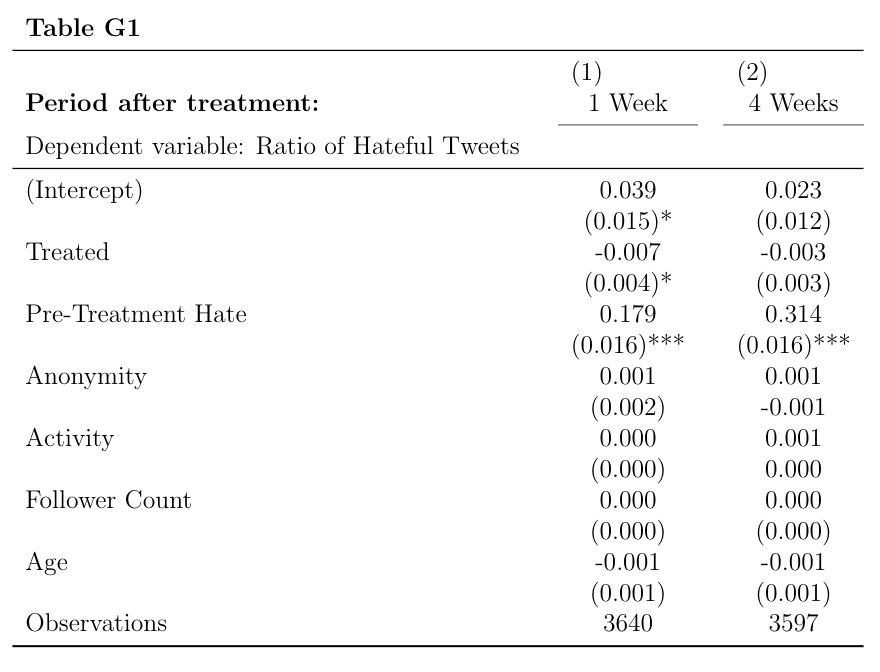 Table G1
(1) (2)
Period after treatment: 1 Week 4 Weeks
Dependent variable: Ratio of Hateful Tweets
(Intercept) 0.039 0.023
(0.015)* (0.012)
Treated -0.007 -0.003
(0.004)* (0.003)
Pre-Treatment Hate 0.179 0.314
(0.016)*** (0.016)***
Anonymity 0.001 0.001
(0.002) -0.001
Activity 0.000 0.001
(0.000) 0.000
Follower Count 0.000 0.000
(0.000) (0.000)
Age -0.001 -0.001
(0.001) (0.001)
Observations 3640 3597